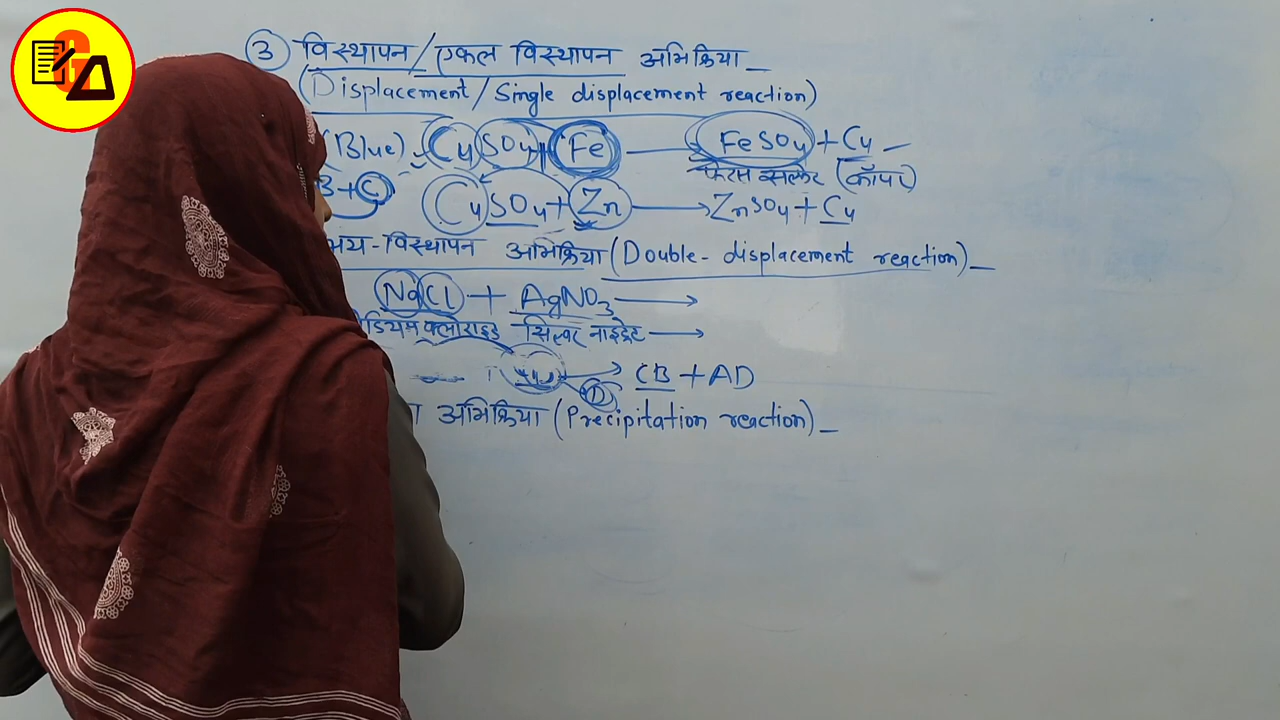 ③ विस्थापन/एकल विस्थापन अभिक्रिया_
(Displacement/Single displacement reaction)
(Blue) CuSO4 + Fe ⟶ FeSO4 + Cu
फेरस सल्फेट (कॉपर)
B+C
CuSO4 + Zn ⟶ ZnSO4 + Cu
भय-विस्थापन अभिक्रिया (Double-displacement reaction)_
NaCl + AgNO3 ⟶
डियम क्लोराइड सिल्वर नाइट्रेट ⟶
⟶ CB + AD
अभिक्रिया (Precipitation reaction)_